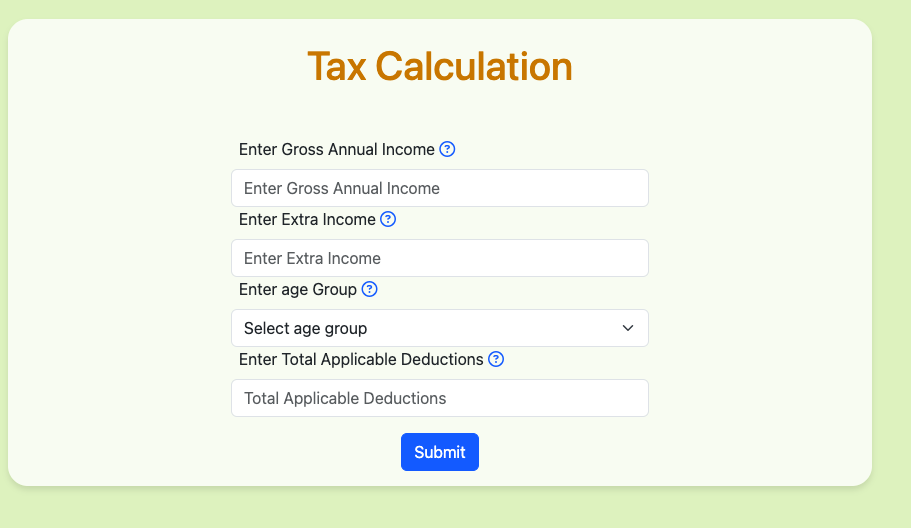 Tax Calculation
Enter Gross Annual Income ?
Enter Gross Annual Income
Enter Extra Income ?
Enter Extra Income
Enter age Group ?
Select age group
Enter Total Applicable Deductions ?
Total Applicable Deductions
Submit